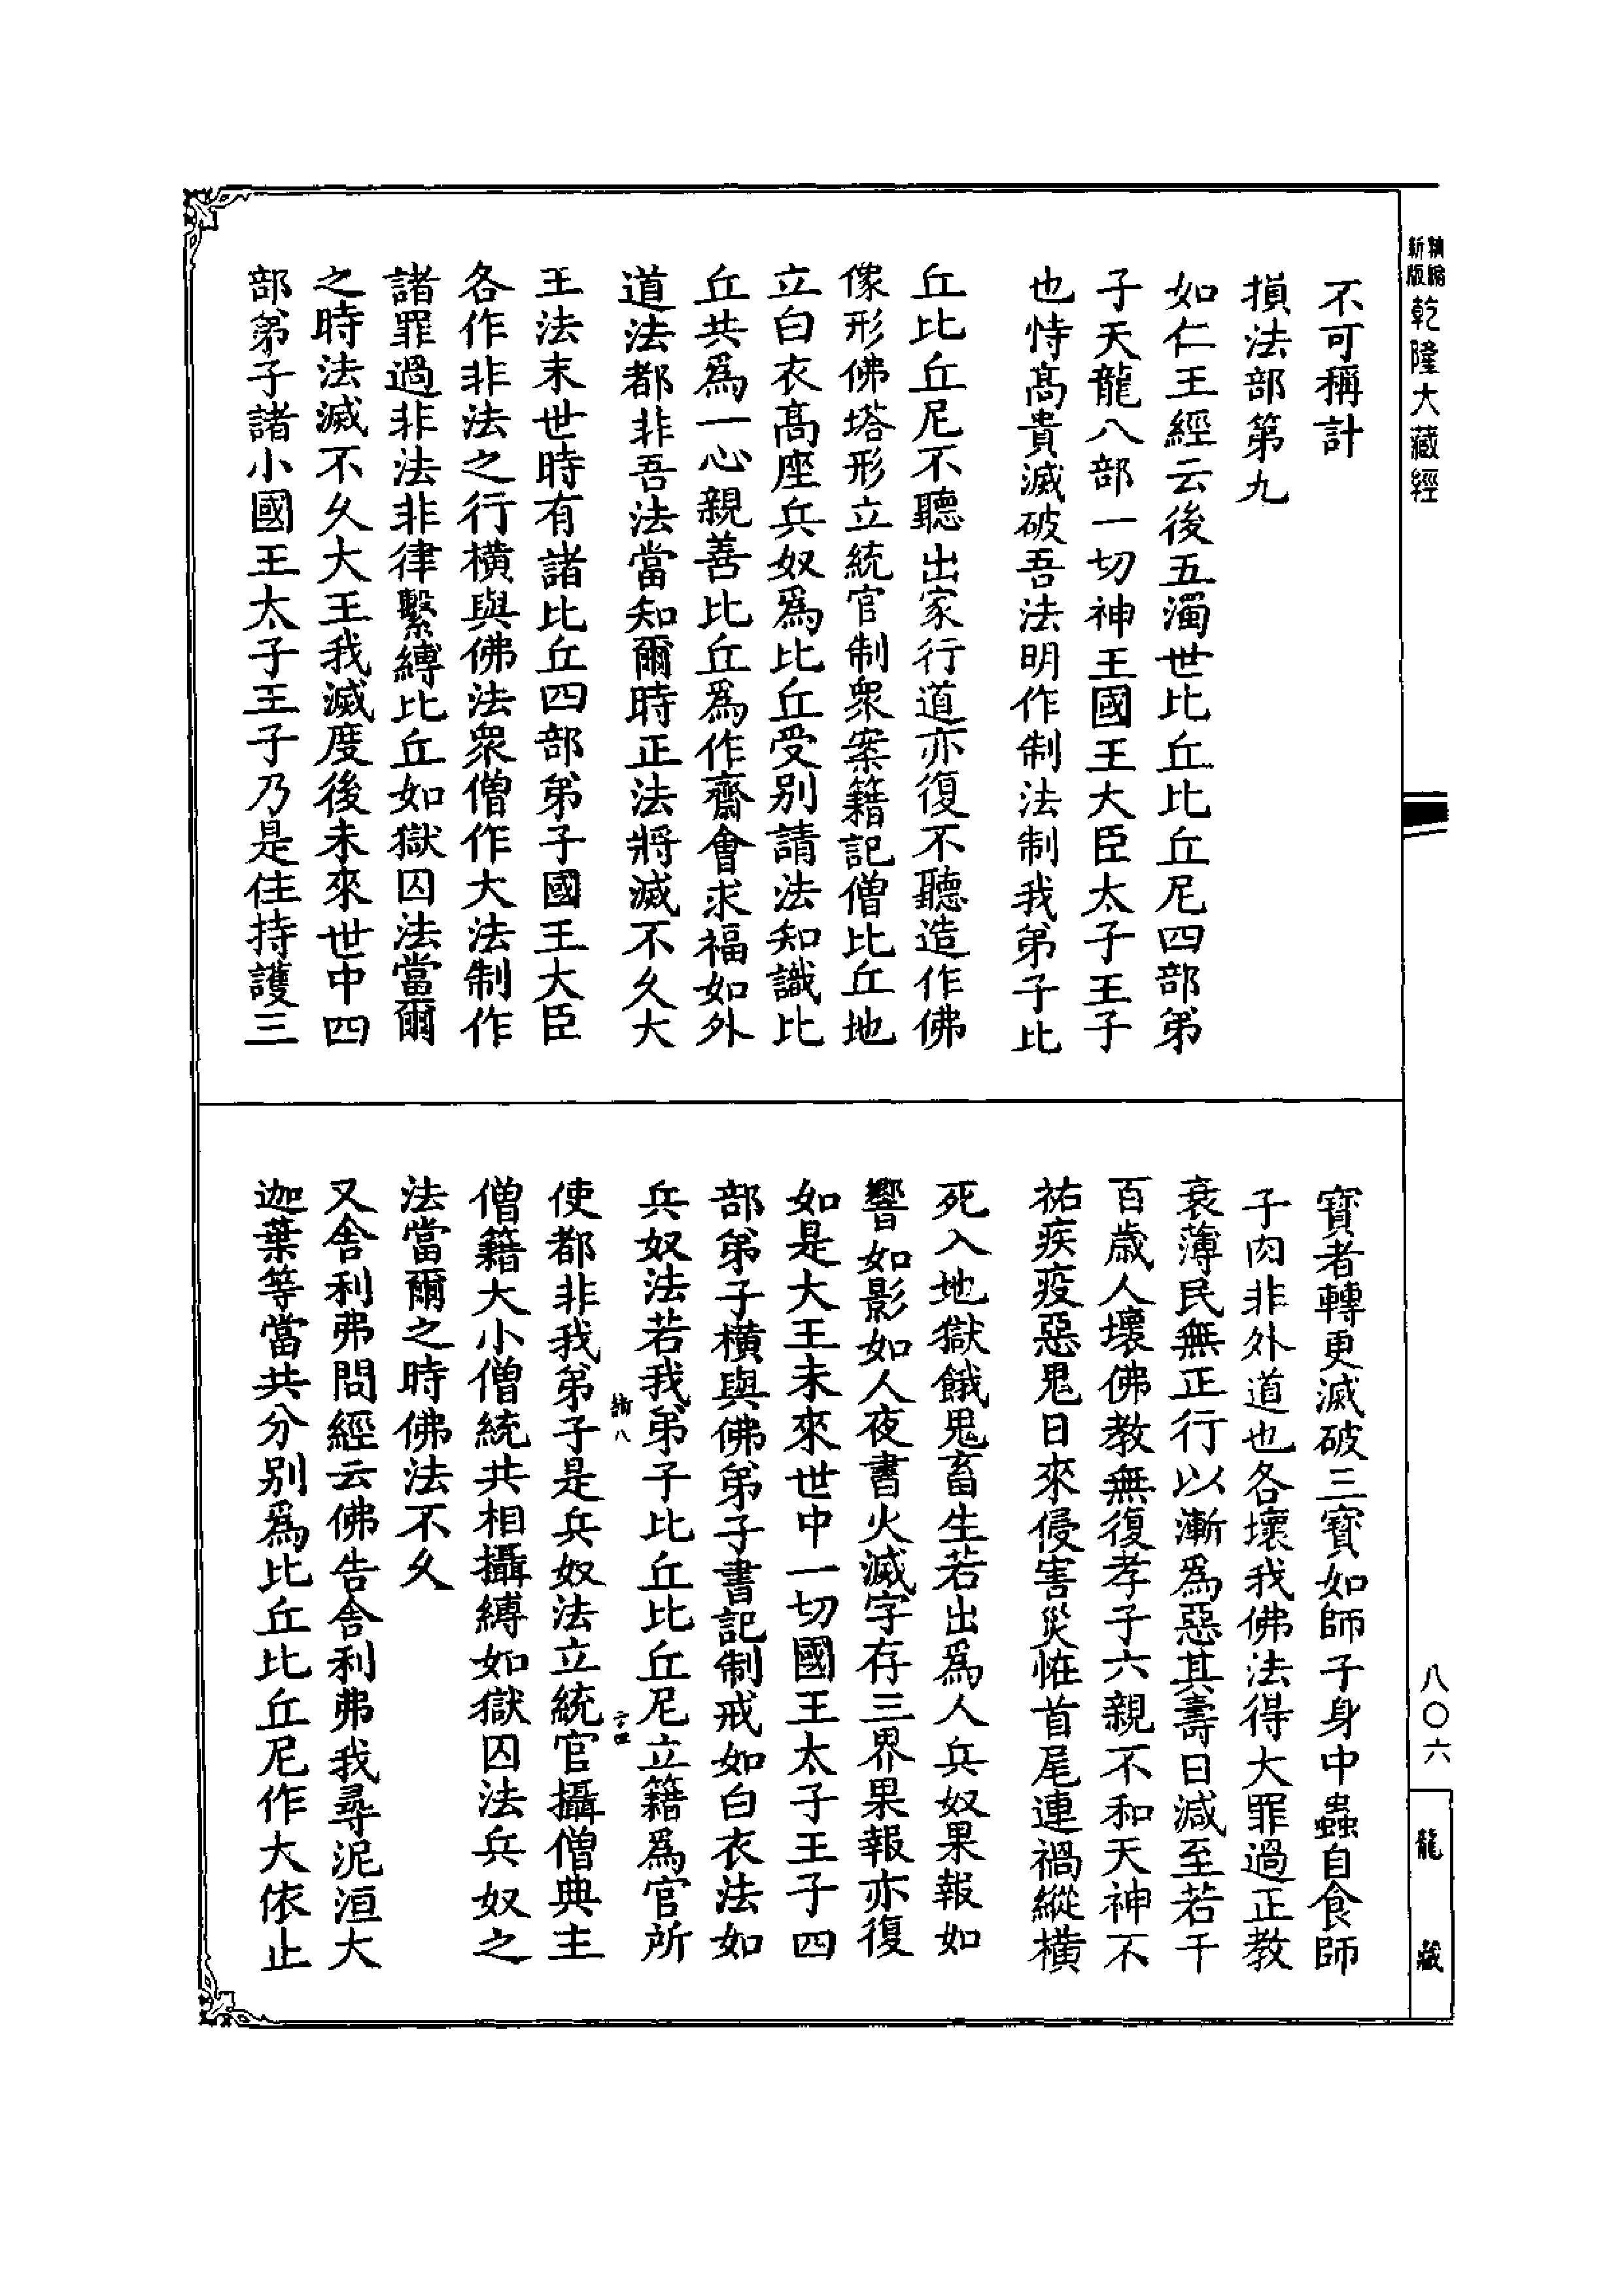 精縮
新版
乾隆大藏經
不可稱計
損法部第九
如仁王經云後五濁世比丘比丘尼四部弟
子天龍八部一切神王國王大臣太子王子
也恃高貴滅破吾法明作制法制我弟子比
丘比丘尼不聽出家行道亦復不聽造作佛
像形佛塔形立統官制衆案籍記僧比丘地
立白衣高座兵奴爲比丘受别請法知識比
丘共爲一心親善比丘爲作齋會求福如外
道法都非吾法當知爾時正法將滅不久大
王法末世時有諸比丘四部弟子國王大臣
各作非法之行橫與佛法衆僧作大法制作
諸罪過非法非律繫縛比丘如獄囚法當爾
之時法滅不久大王我滅度後未來世中四
部弟子諸小國王太子王子乃是住持護三
寶者轉更滅破三寶如師子身中蟲自食師
子肉非外道也各壞我佛法得大罪過正教
衰薄民無正行以漸爲惡其壽日減至若干
百歲人壞佛教無復孝子六親不和天神不
祐疾疫惡鬼日來侵害災恠首尾連禍縱橫
死入地獄餓鬼畜生若出爲人兵奴果報如
響如影如人夜書火滅字存三界果報亦復
如是大王未來世中一切國王太子王子四
部弟子橫與佛弟子書記制戒如白衣法如
兵奴法若我弟子比丘比丘尼立籍爲官所
使都非我弟子是兵奴法立統官攝僧典主
僧籍大小僧統共相攝縛如獄囚法兵奴之
法當爾之時佛法不久
又舍利弗問經云佛告舍利弗我尋泥洹大
迦葉等當共分别爲比丘比丘尼作大依止
八〇六
龍藏